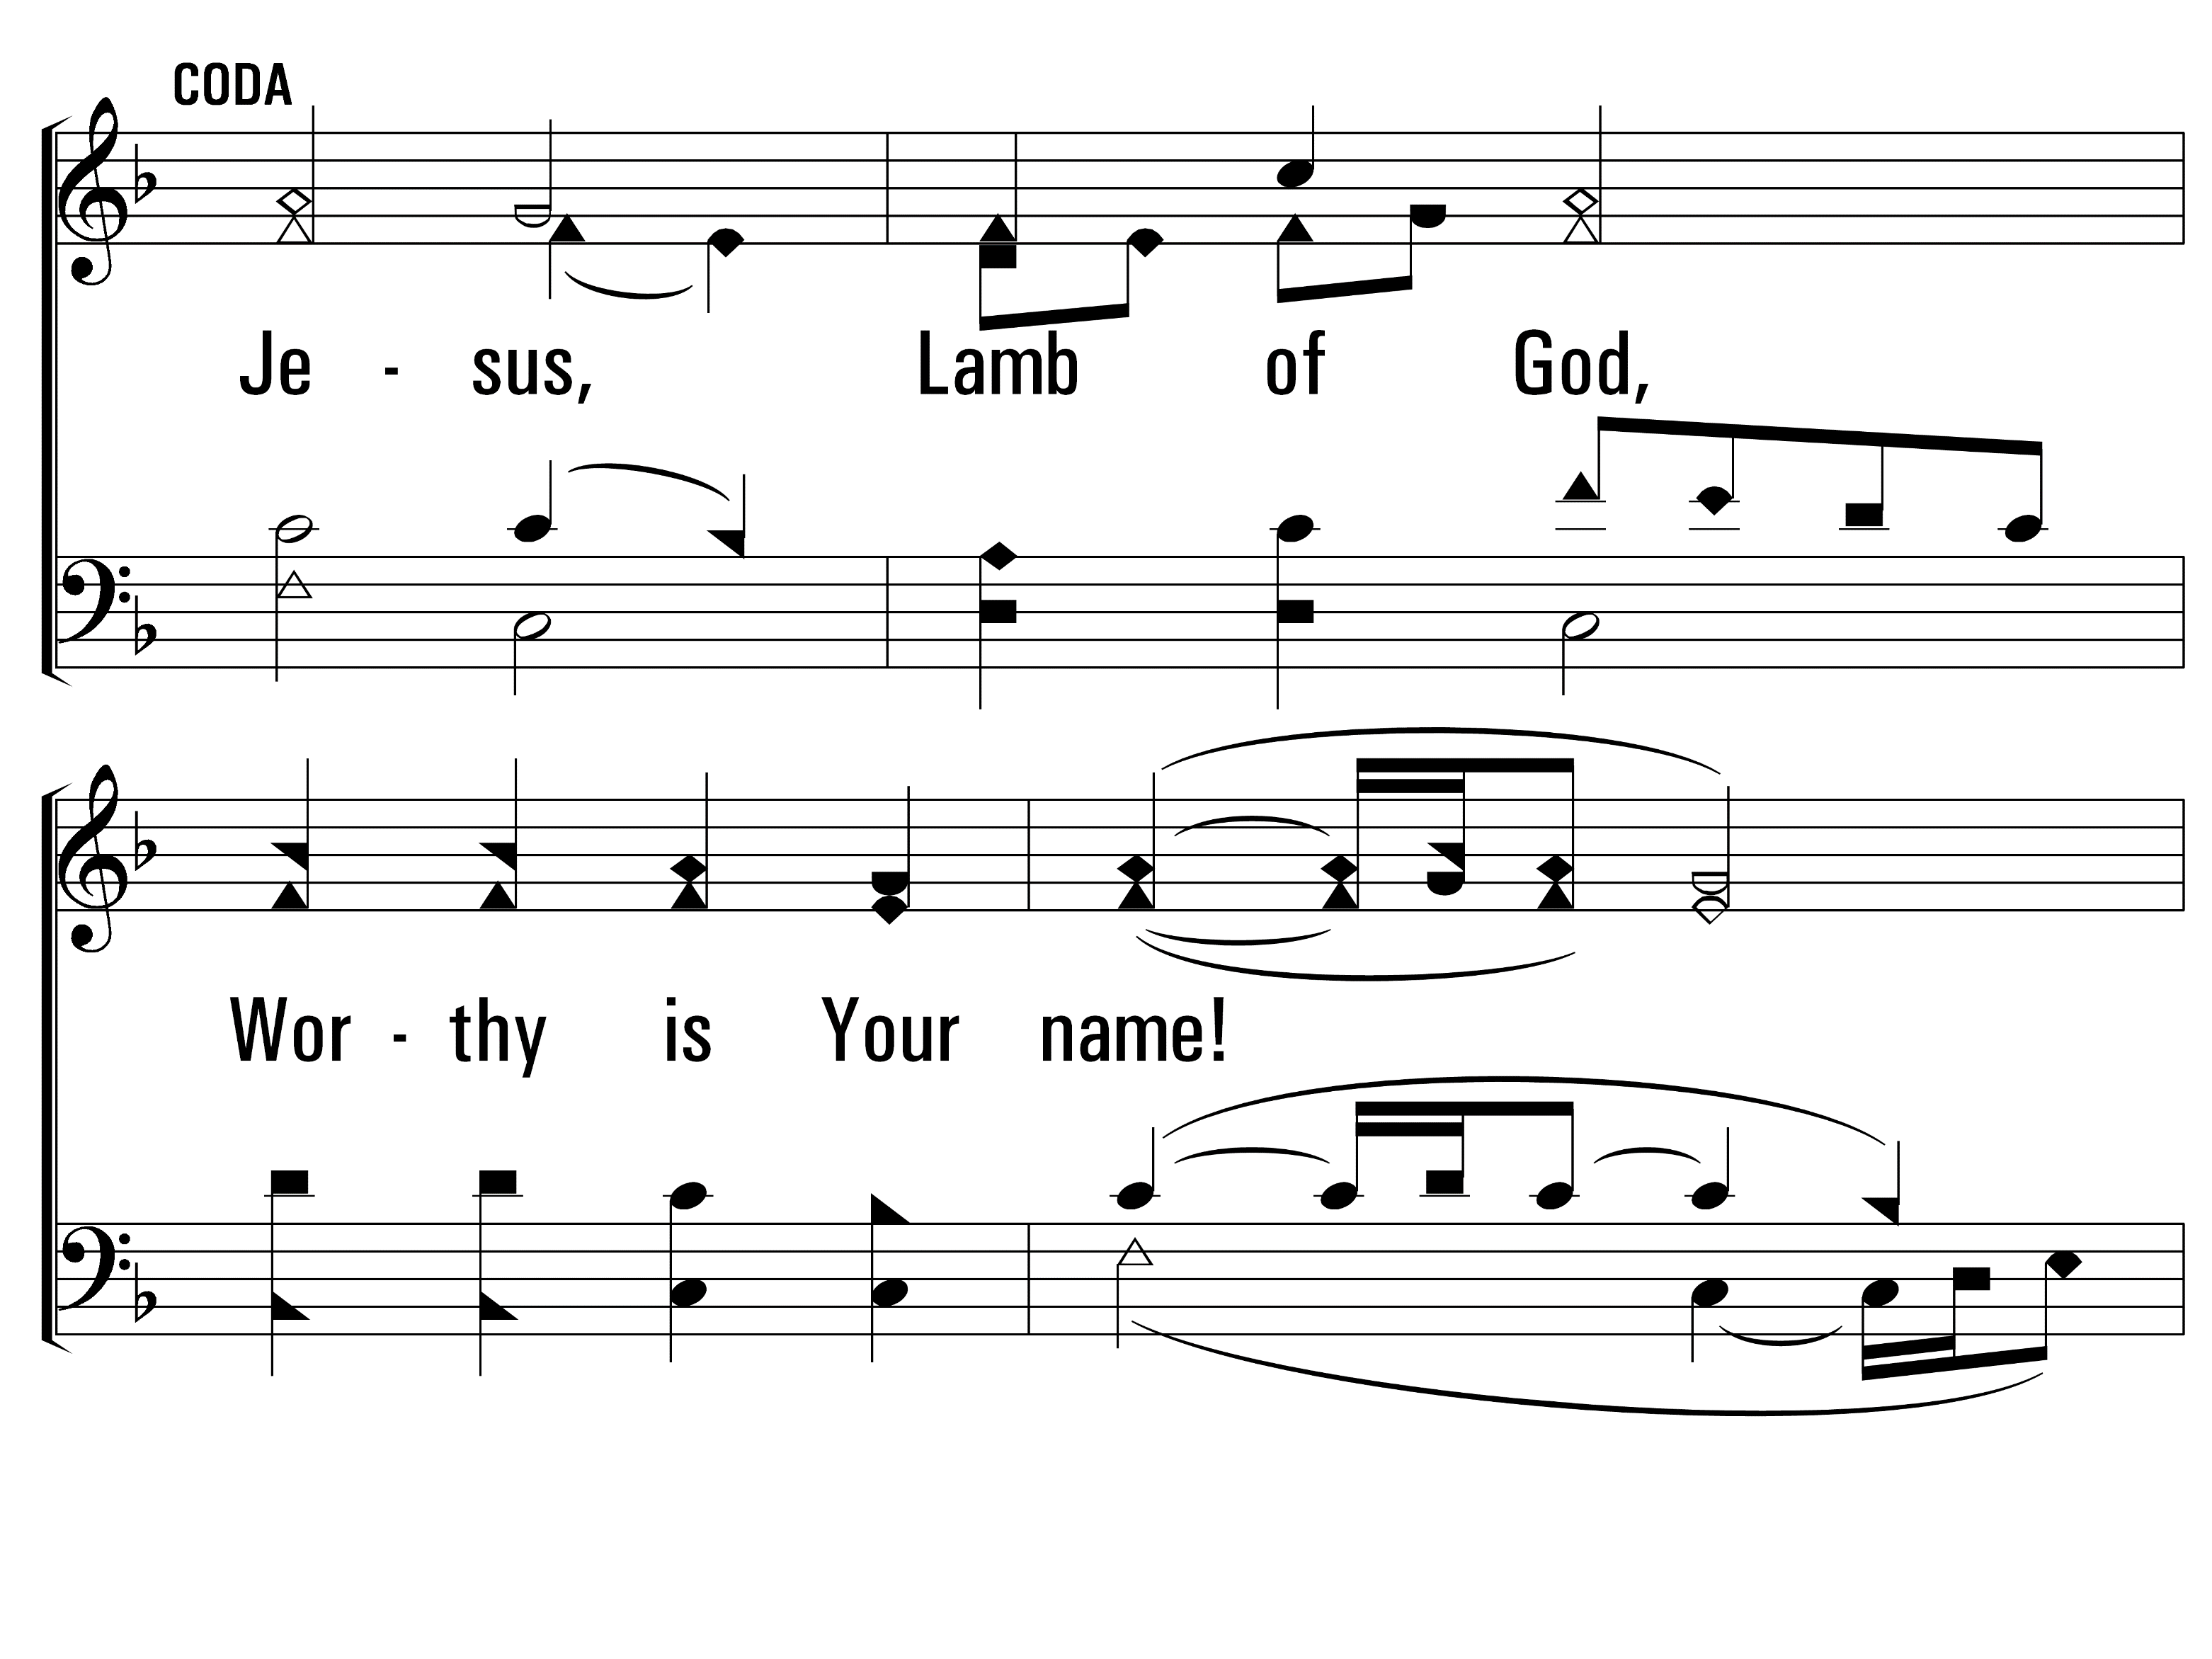 CODA
Je - sus, Lamb of God,
Wor - thy is Your name!